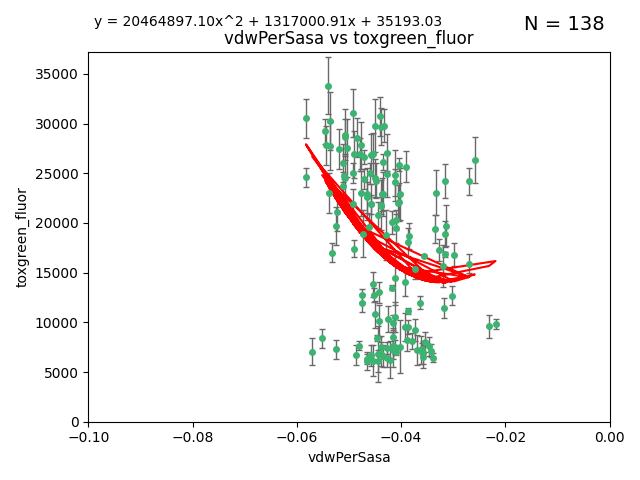 y = 20464897.10x^2 + 1317000.91x + 35193.03
N = 138
vdwPerSasa vs toxgreen_fluor
toxgreen_fluor
35000
30000
25000
20000
15000
10000
5000
0
−0.10
−0.08
−0.06
−0.04
−0.02
0.00
vdwPerSasa